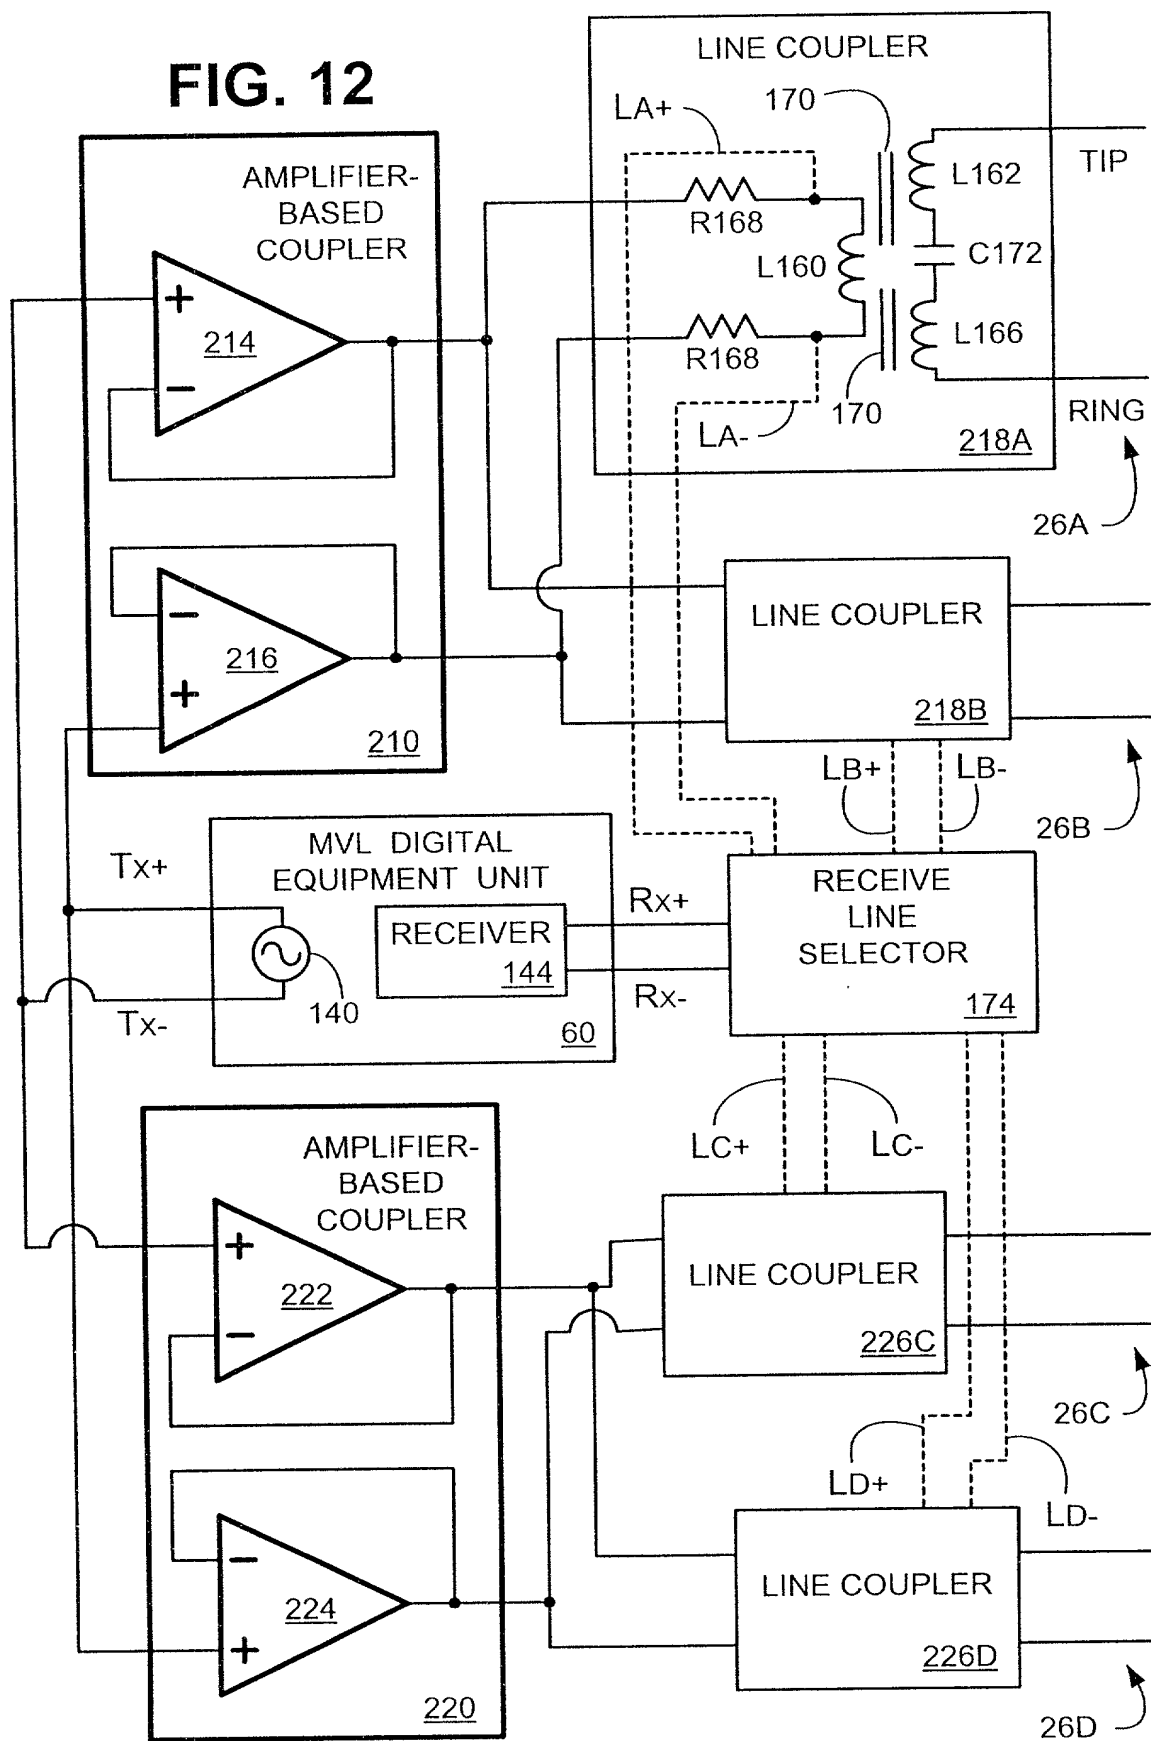 FIG. 12
LINE COUPLER
170
LA+
TIP
L162
R168
C172
L160
L166
R168
170
LA-
RING
218A
26A
AMPLIFIER-
BASED
COUPLER
+
214
−
−
216
+
210
LINE COUPLER
218B
LB+
LB-
26B
MVL DIGITAL
EQUIPMENT UNIT
TX+
RECEIVER
144
140
TX-
60
RX+
RX-
RECEIVE
LINE
SELECTOR
174
LC+
LC-
AMPLIFIER-
BASED
COUPLER
+
222
−
−
224
+
220
LINE COUPLER
226C
26C
LD+
LD-
LINE COUPLER
226D
26D